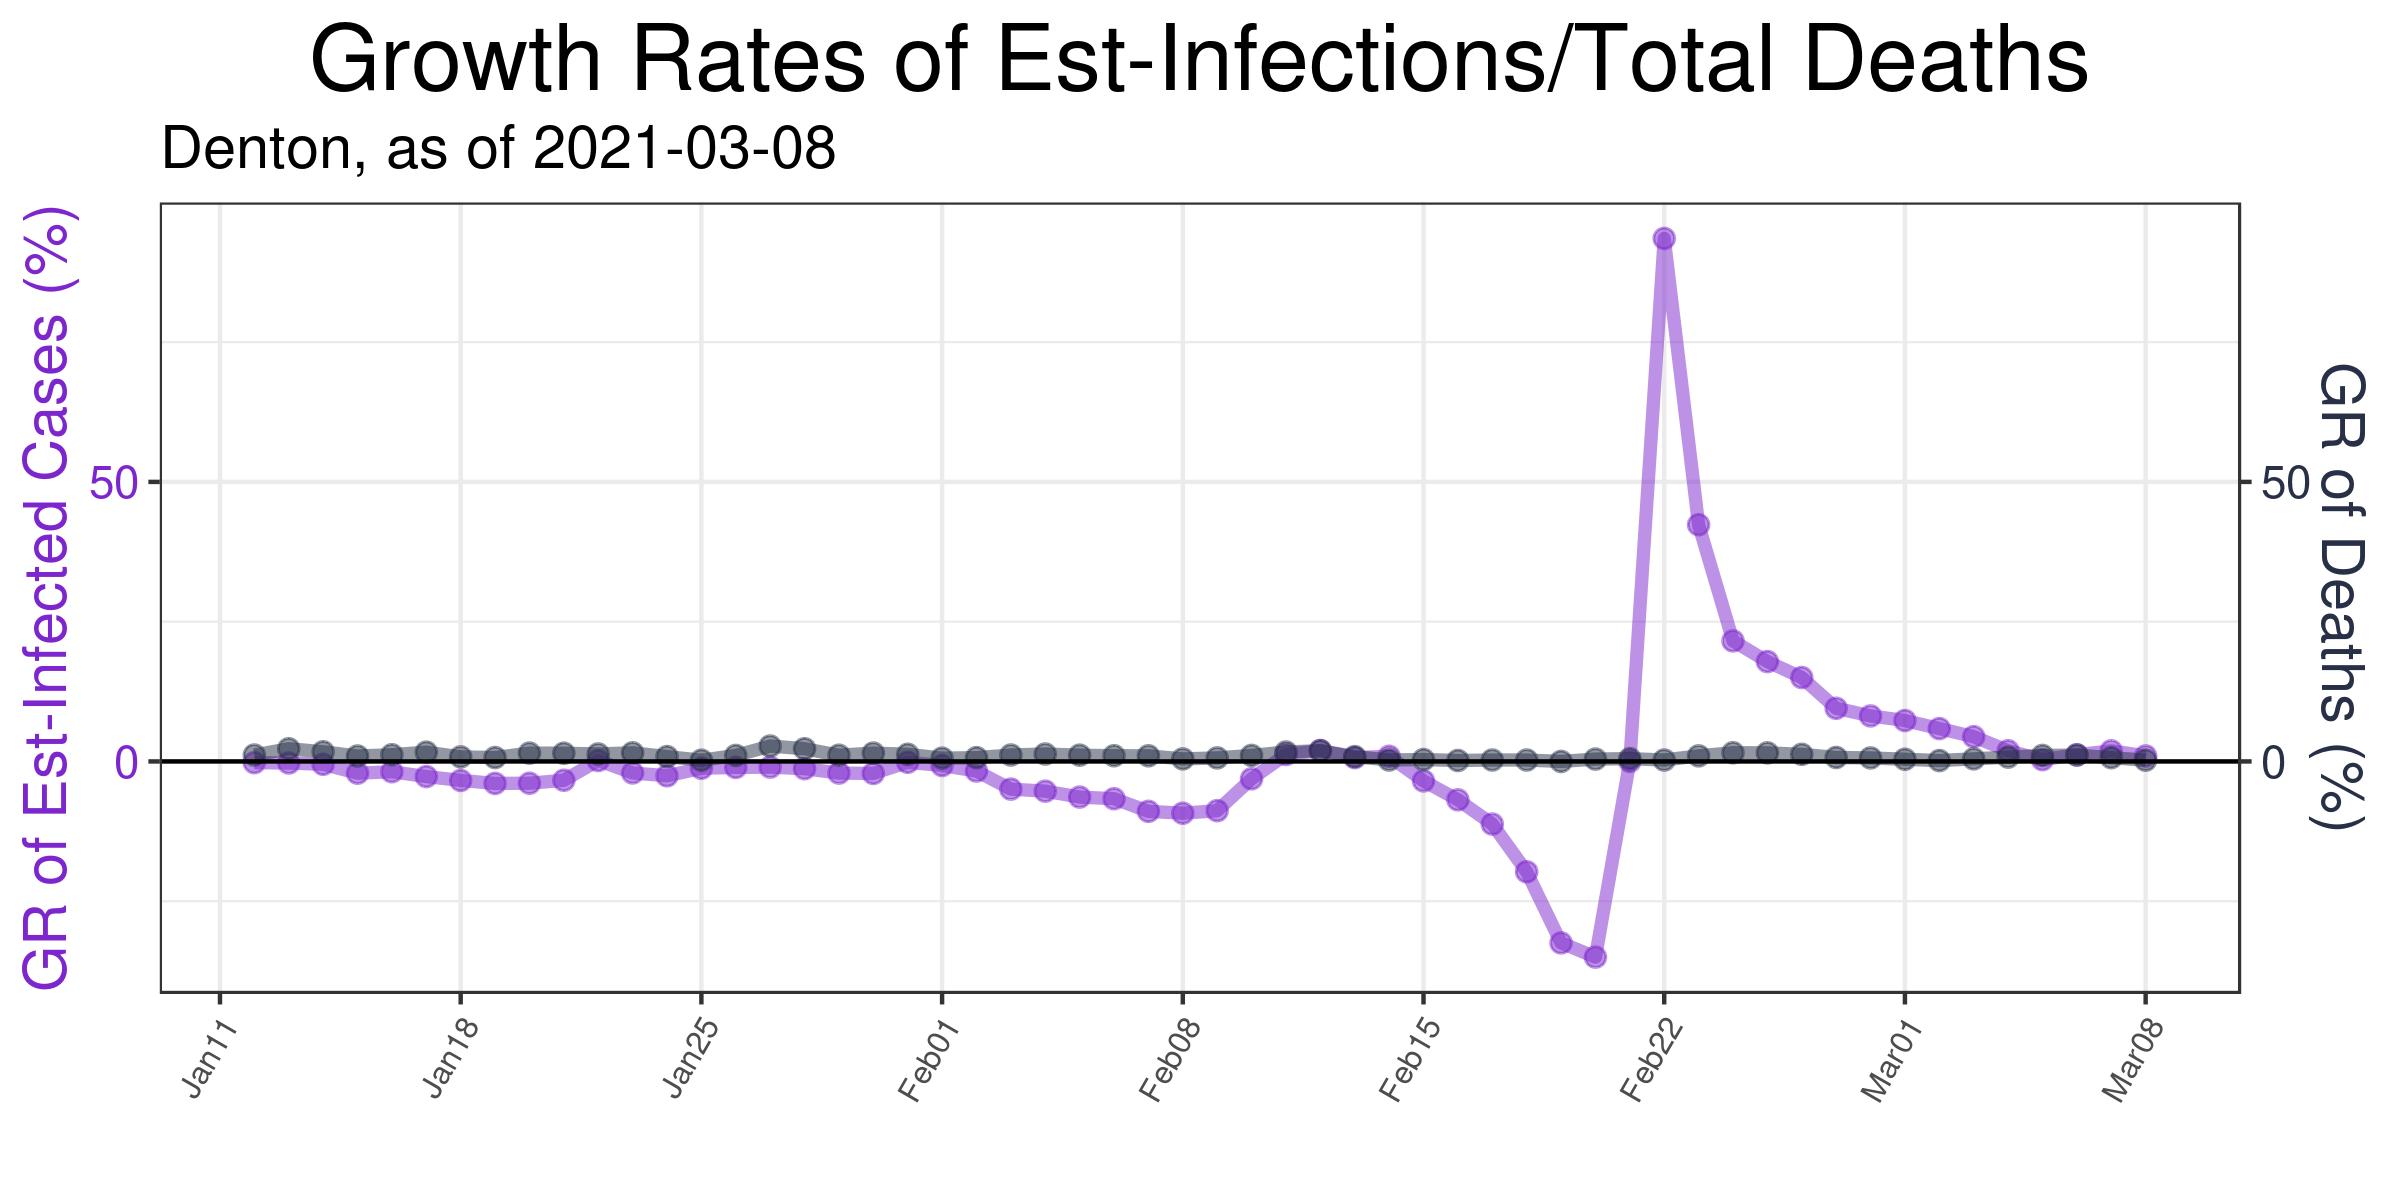 Growth Rates of Est-Infections/Total Deaths
Denton, as of 2021-03-08
GR of Est-Infected Cases (%)
50
0
50
0
GR of Deaths (%)
Jan11
Jan18
Jan25
Feb01
Feb08
Feb15
Feb22
Mar01
Mar08